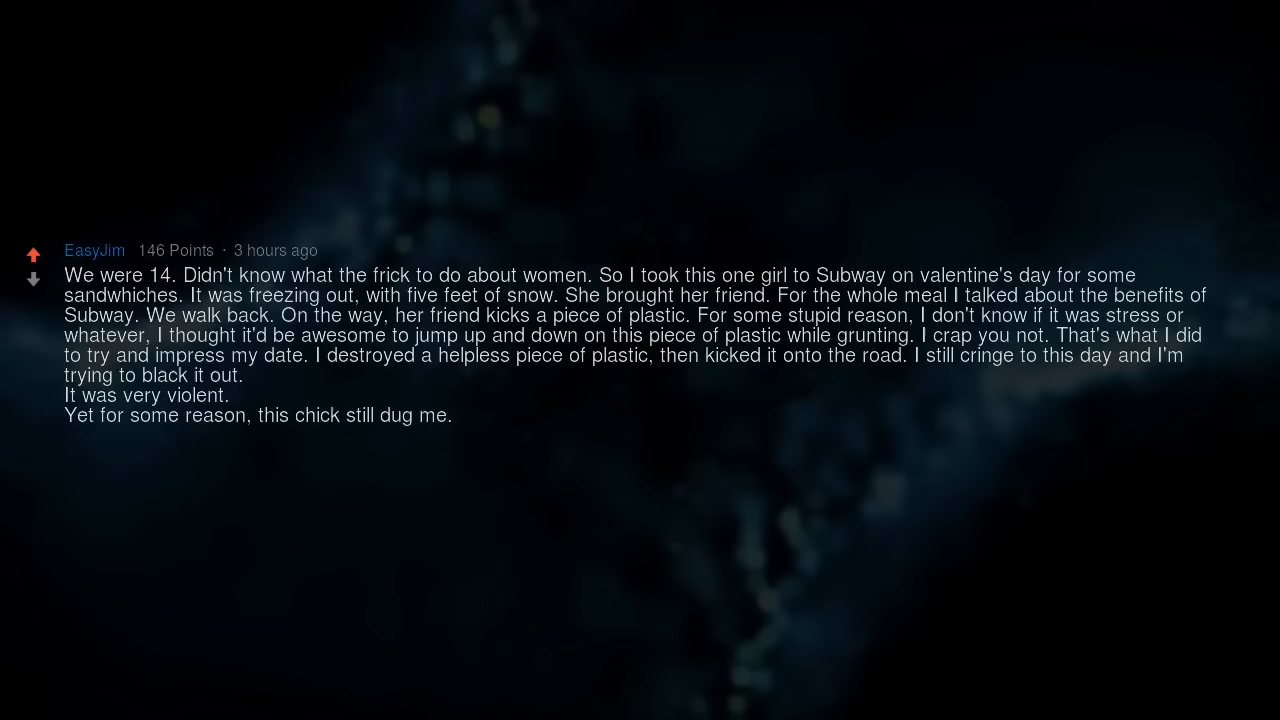 EasyJim 146 Points · 3 hours ago
We were 14. Didn't know what the frick to do about women. So I took this one girl to Subway on valentine's day for some
sandwhiches. It was freezing out, with five feet of snow. She brought her friend. For the whole meal I talked about the benefits of
Subway. We walk back. On the way, her friend kicks a piece of plastic. For some stupid reason, I don't know if it was stress or
whatever, I thought it'd be awesome to jump up and down on this piece of plastic while grunting. I crap you not. That's what I did
to try and impress my date. I destroyed a helpless piece of plastic, then kicked it onto the road. I still cringe to this day and I'm
trying to black it out.
It was very violent.
Yet for some reason, this chick still dug me.